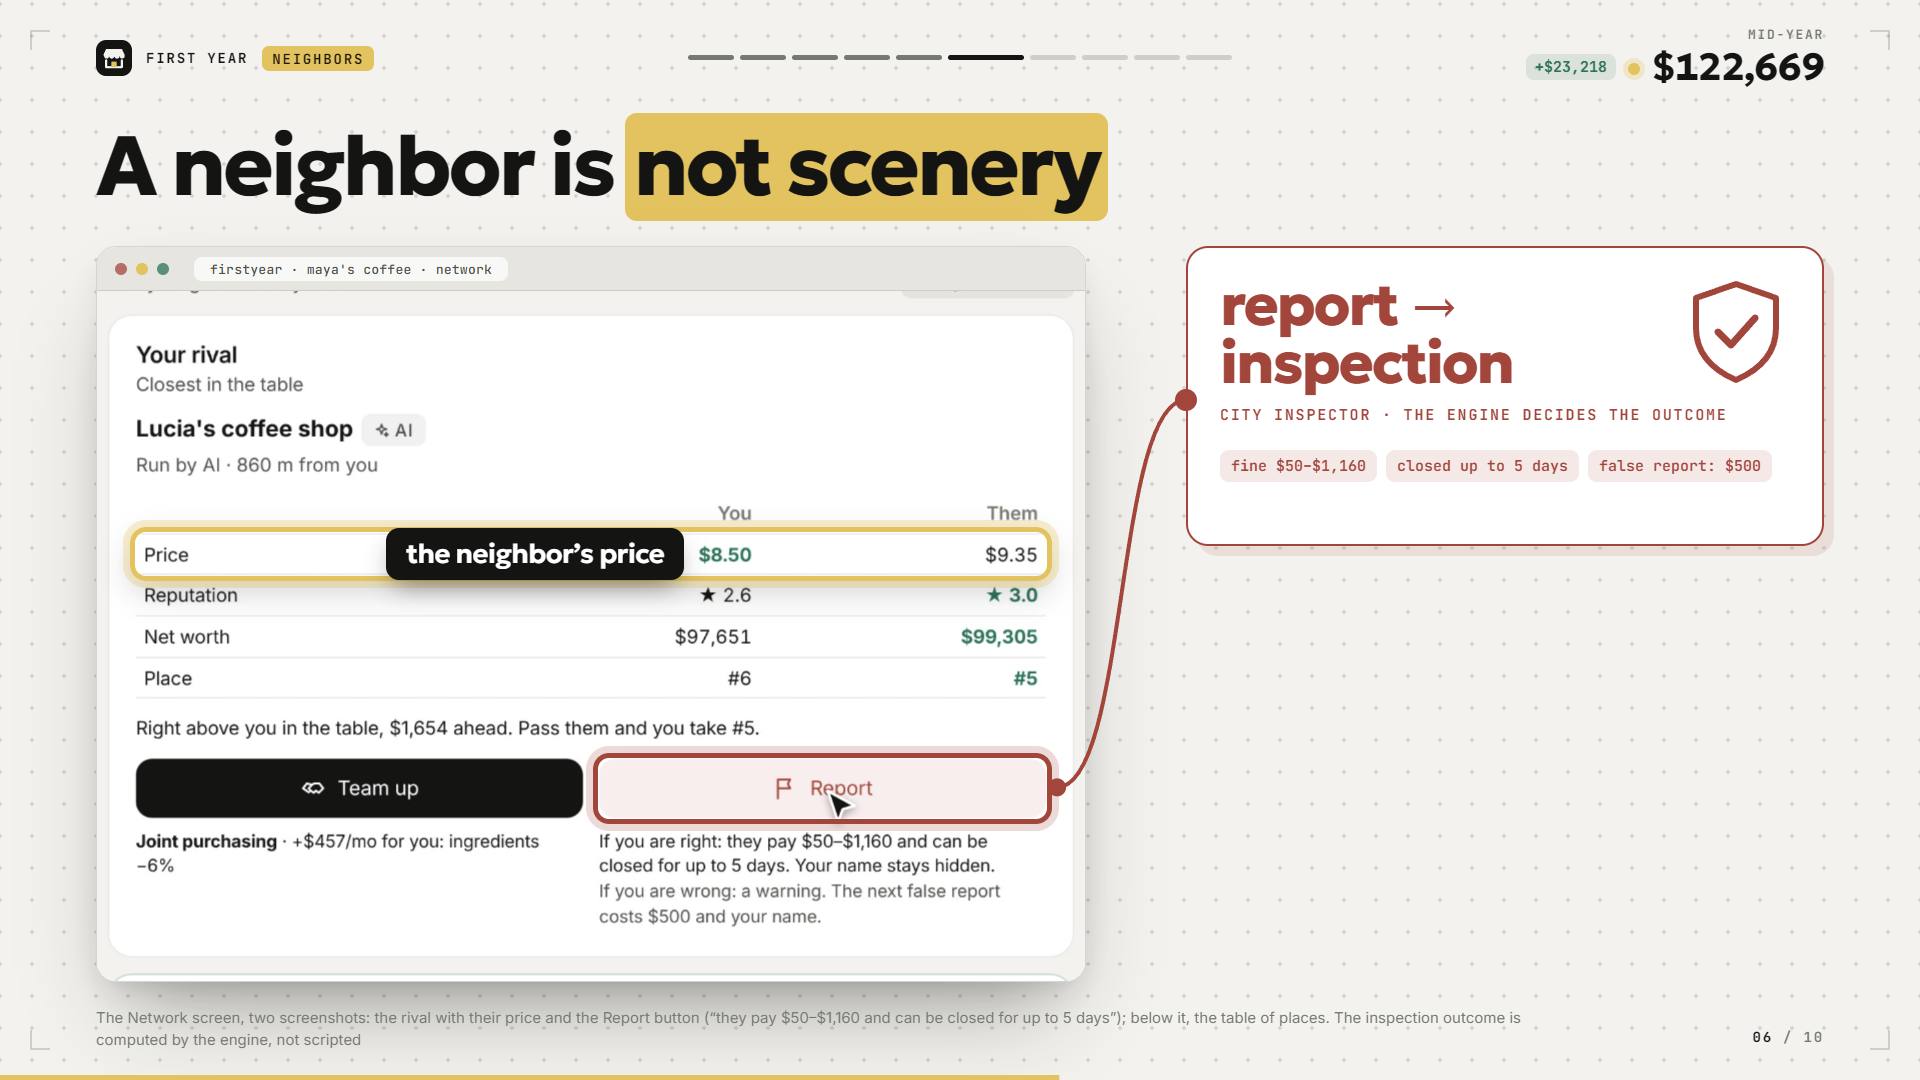 FIRST YEAR NEIGHBORS
MID-YEAR
+$23,218 $122,669
A neighbor is not scenery
firstyear · maya's coffee · network
Your rival
Closest in the table
Lucia's coffee shop AI
Run by AI · 860 m from you
You Them
Price the neighbor’s price $8.50 $9.35
Reputation ★ 2.6 ★ 3.0
Net worth $97,651 $99,305
Place #6 #5
Right above you in the table, $1,654 ahead. Pass them and you take #5.
Team up
Joint purchasing · +$457/mo for you: ingredients
−6%
Report
If you are right: they pay $50–$1,160 and can be
closed for up to 5 days. Your name stays hidden.
If you are wrong: a warning. The next false report
costs $500 and your name.
report →
inspection
CITY INSPECTOR · THE ENGINE DECIDES THE OUTCOME
fine $50–$1,160 closed up to 5 days false report: $500
The Network screen, two screenshots: the rival with their price and the Report button (“they pay $50–$1,160 and can be closed for up to 5 days”); below it, the table of places. The inspection outcome is
computed by the engine, not scripted
06 / 10